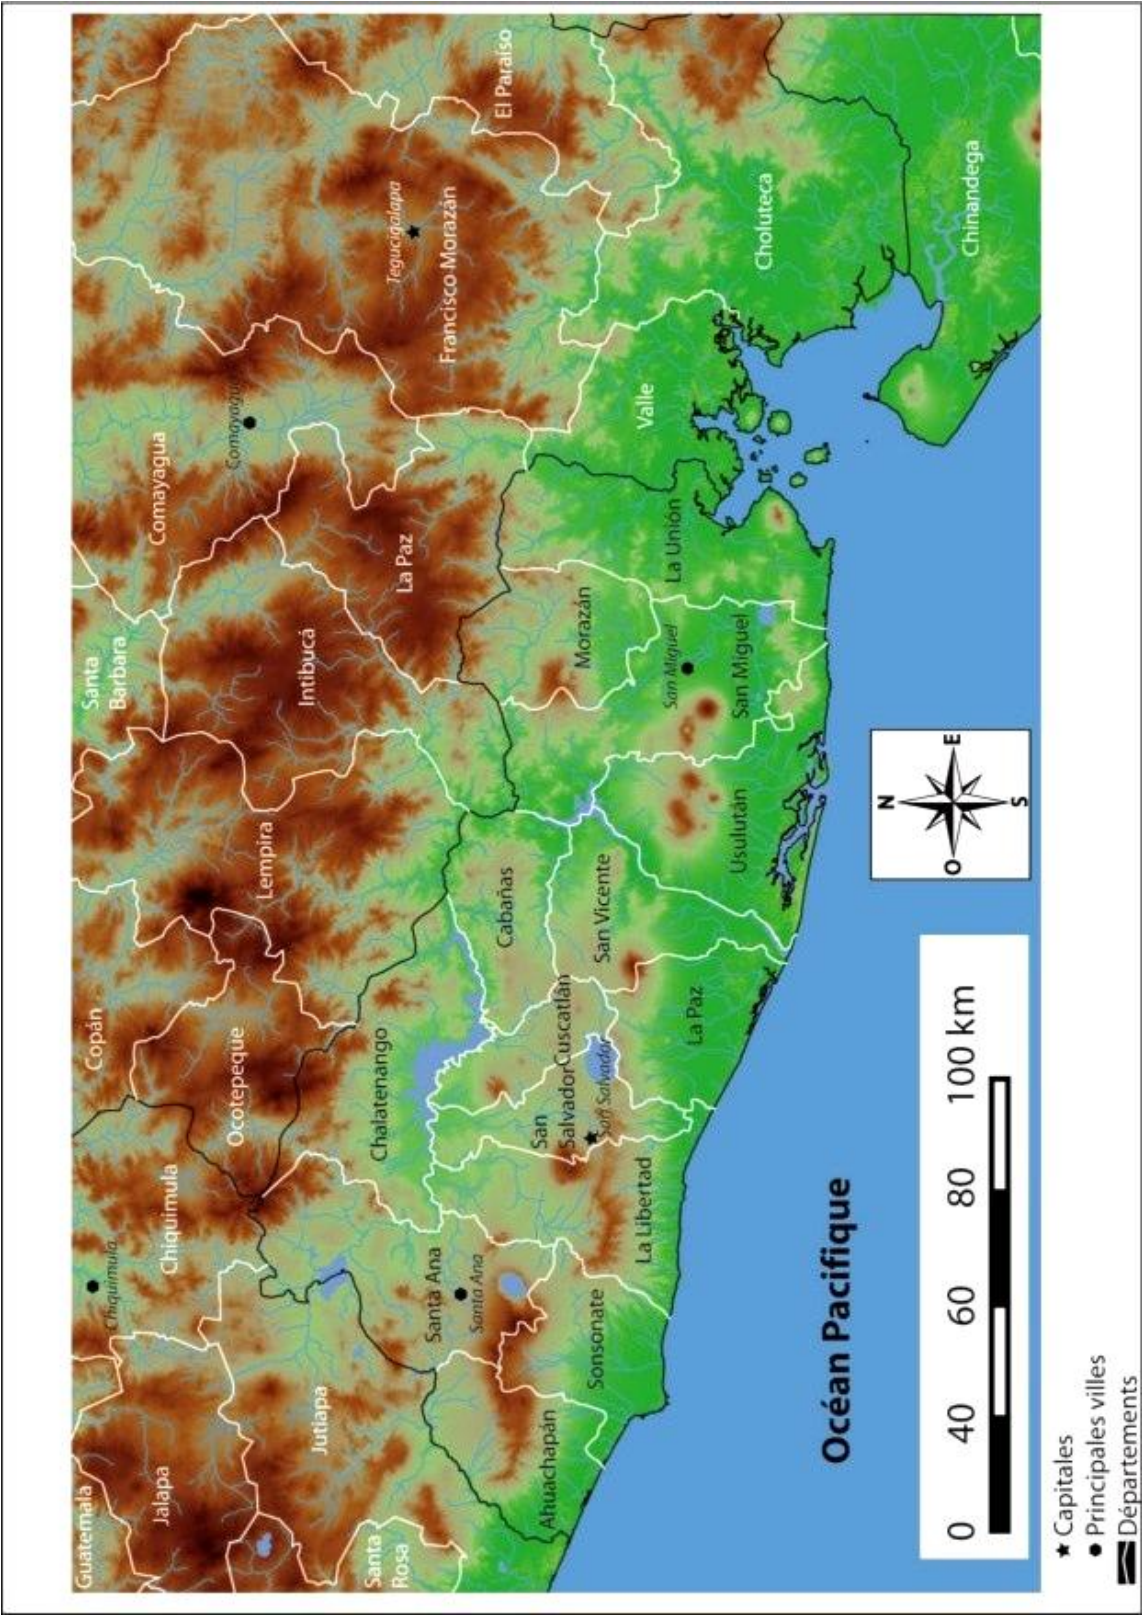 Guatemala
Jalapa
Santa
Rosa
Jutiapa
Chiquimula
Chiquimula
Copán
Ocotepeque
Lempira
Santa
Barbara
Intibucá
Comayagua
Comayagua
La Paz
Tegucigalapa
Francisco Morazán
El Paraíso
Ahuachapán
Santa Ana
Santa Ana
Sonsonate
Chalatenango
La Libertad
San
Salvador
San Salvador
Cuscatlán
Cabañas
San Vicente
La Paz
Usulután
Morazán
San Miguel
San Miguel
La Unión
Valle
Choluteca
Chinandega
Océan Pacifique
N
O
E
S
0 40 60 80 100 km
Capitales
Principales villes
Départements